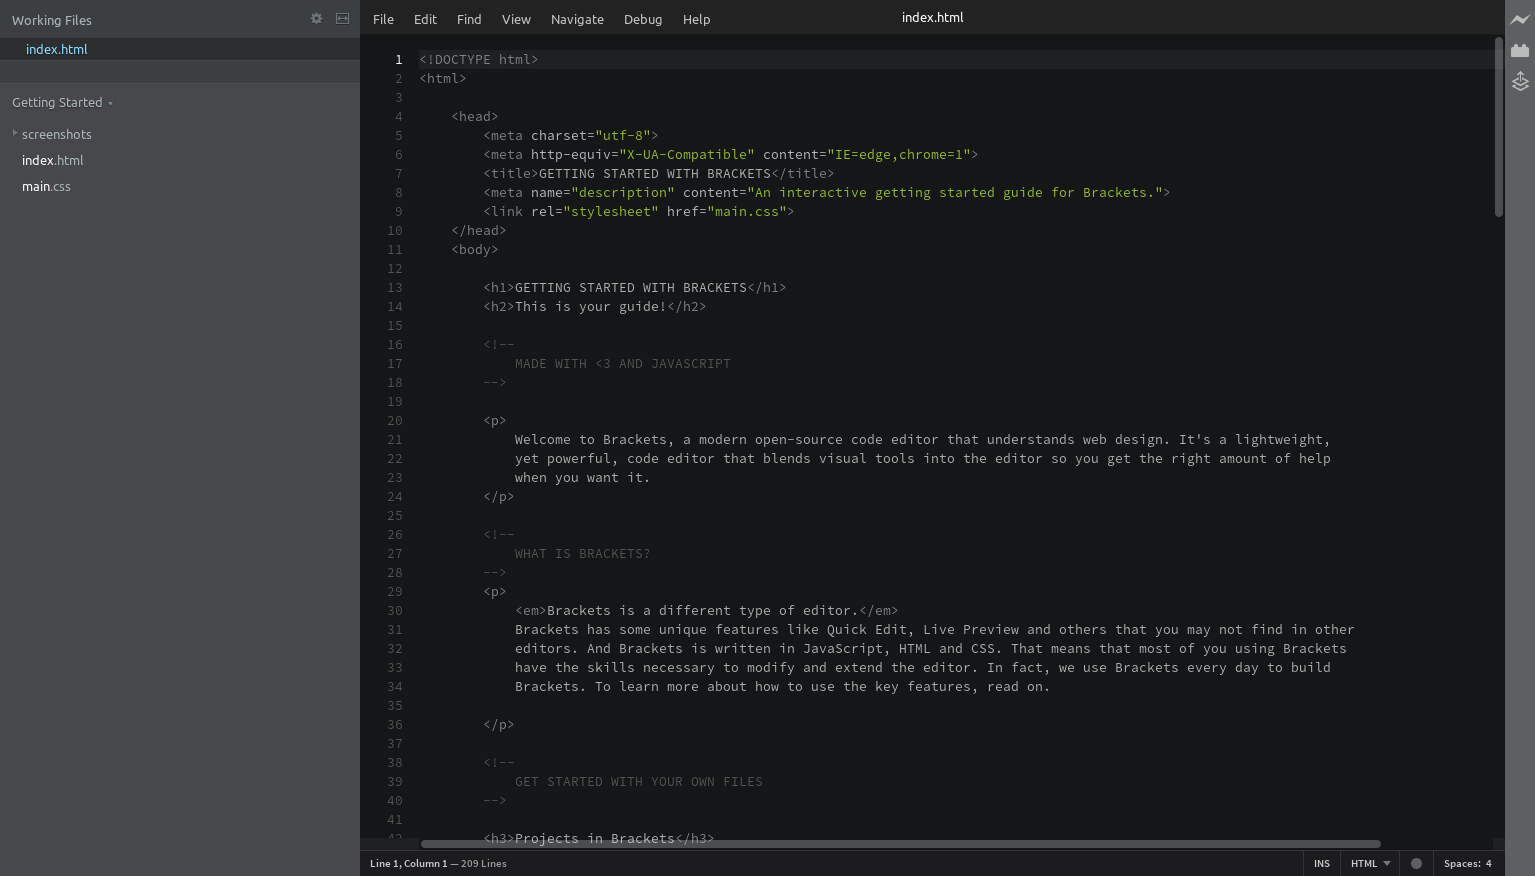 Working Files
index.html
Getting Started
screenshots
index.html
main.css
File Edit Find View Navigate Debug Help
index.html
1 <!DOCTYPE html>
2 <html>
3
4 <head>
5 <meta charset="utf-8">
6 <meta http-equiv="X-UA-Compatible" content="IE=edge,chrome=1">
7 <title>GETTING STARTED WITH BRACKETS</title>
8 <meta name="description" content="An interactive getting started guide for Brackets.">
9 <link rel="stylesheet" href="main.css">
10 </head>
11 <body>
12
13 <h1>GETTING STARTED WITH BRACKETS</h1>
14 <h2>This is your guide!</h2>
15
16 <!--
17 MADE WITH <3 AND JAVASCRIPT
18 -->
19
20 <p>
21 Welcome to Brackets, a modern open-source code editor that understands web design. It's a lightweight,
22 yet powerful, code editor that blends visual tools into the editor so you get the right amount of help
23 when you want it.
24 </p>
25
26 <!--
27 WHAT IS BRACKETS?
28 -->
29 <p>
30 <em>Brackets is a different type of editor.</em>
31 Brackets has some unique features like Quick Edit, Live Preview and others that you may not find in other
32 editors. And Brackets is written in JavaScript, HTML and CSS. That means that most of you using Brackets
33 have the skills necessary to modify and extend the editor. In fact, we use Brackets every day to build
34 Brackets. To learn more about how to use the key features, read on.
35
36 </p>
37
38 <!--
39 GET STARTED WITH YOUR OWN FILES
40 -->
41
42 <h3>Projects in Brackets</h3>
Line 1, Column 1 — 209 Lines
INS
HTML
Spaces: 4